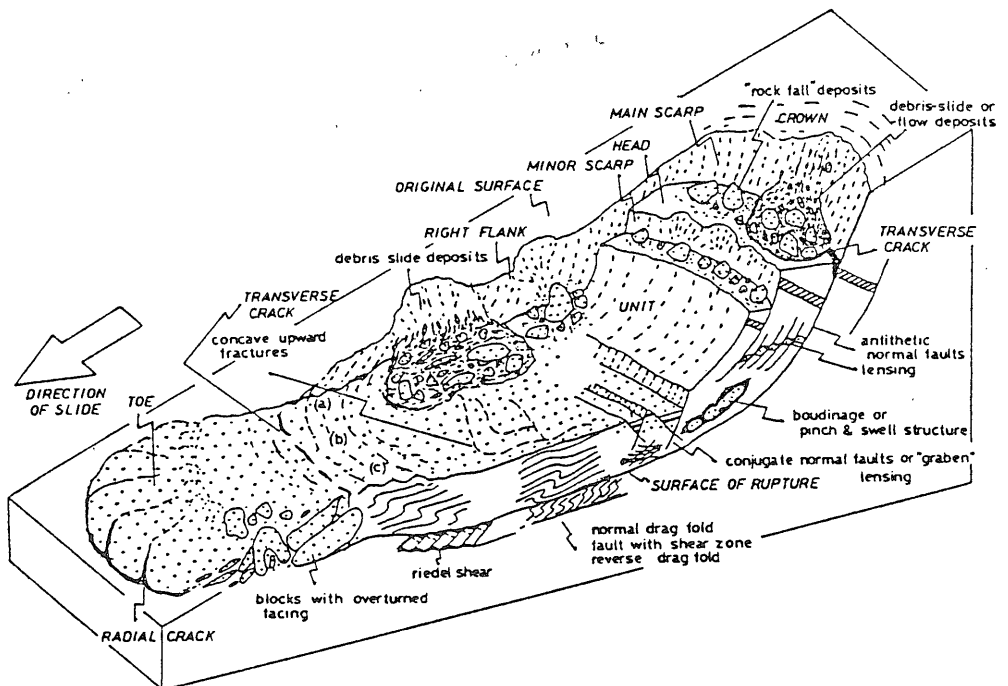 "rock fall" deposits
debris-slide or
flow deposits
CROWN
MAIN SCARP
HEAD
MINOR SCARP
ORIGINAL SURFACE
RIGHT FLANK
debris slide deposits
TRANSVERSE
CRACK
TRANSVERSE
CRACK
concave upward
fractures
UNIT
DIRECTION
OF SLIDE
TOE
(a)
(b)
(c)
antithetic
normal faults
lensing
boudinage or
pinch & swell structure
conjugate normal faults or "graben"
lensing
SURFACE OF RUPTURE
normal drag fold
fault with shear zone
reverse drag fold
riedel shear
blocks with overturned
facing
RADIAL CRACK